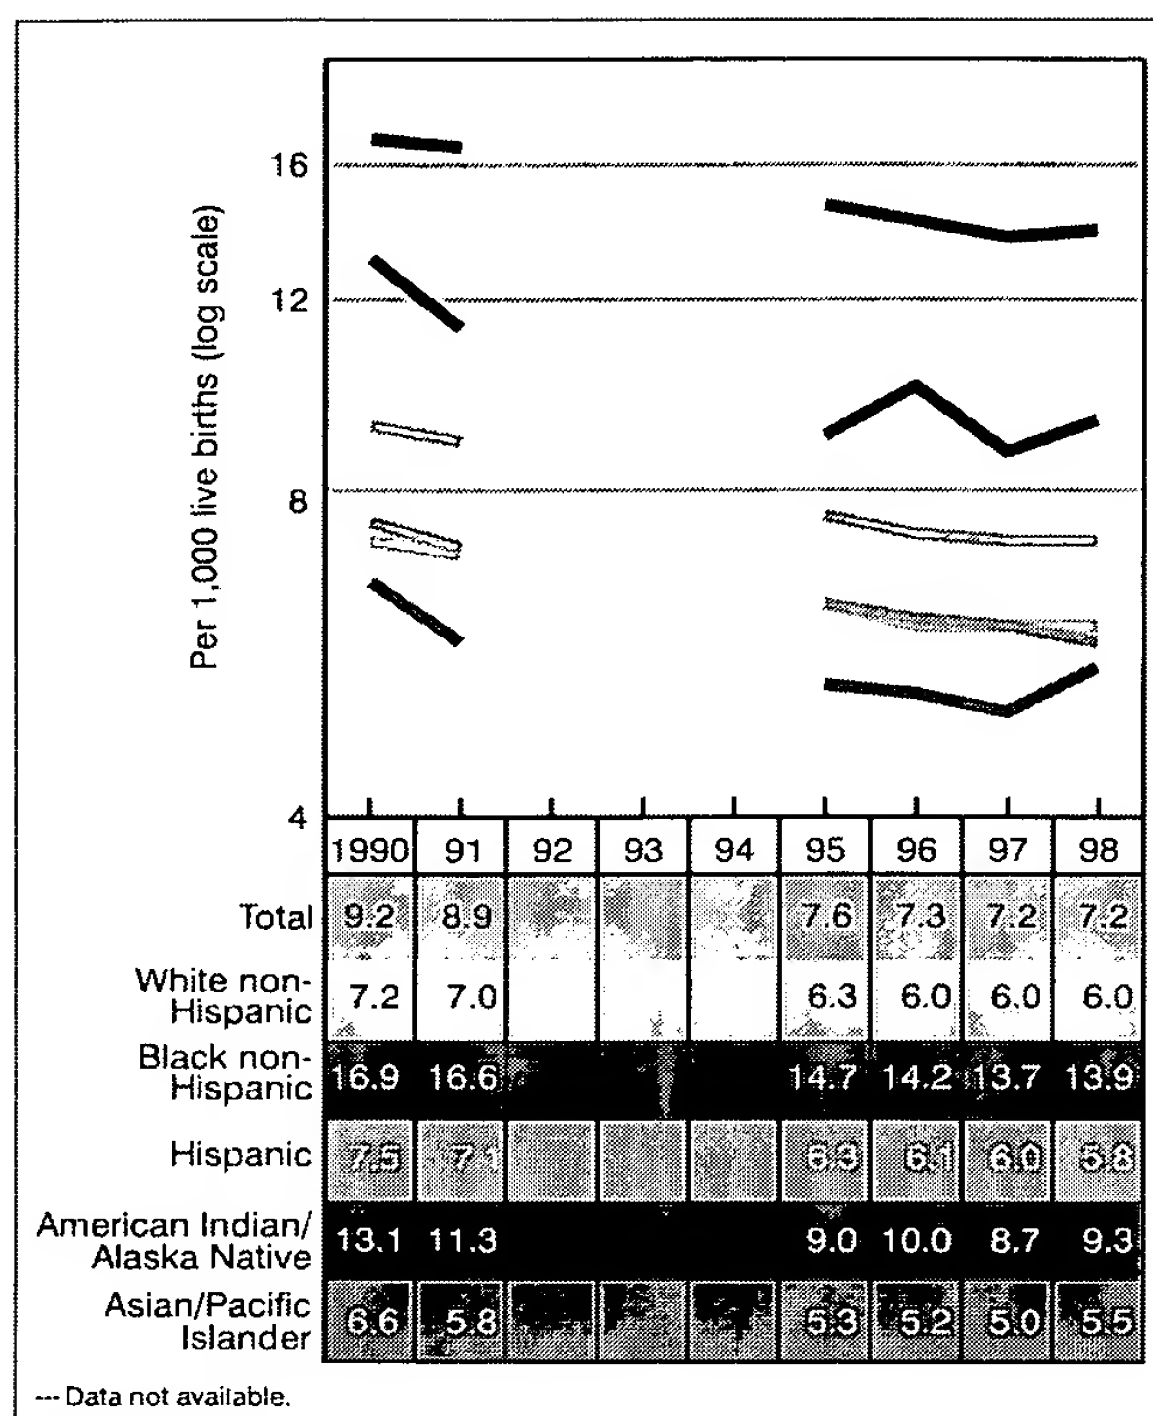 16
12
8
4
Per 1,000 live births (log scale)
1990 91 92 93 94 95 96 97 98
Total 9.2 8.9 7.6 7.3 7.2 7.2
White non-
Hispanic 7.2 7.0 6.3 6.0 6.0 6.0
Black non-
Hispanic 16.9 16.6 14.7 14.2 13.7 13.9
Hispanic 7.5 7.1 6.3 6.1 6.0 5.8
American Indian/
Alaska Native 13.1 11.3 9.0 10.0 8.7 9.3
Asian/Pacific
Islander 6.6 5.8 5.3 5.2 5.0 5.5
--- Data not available.